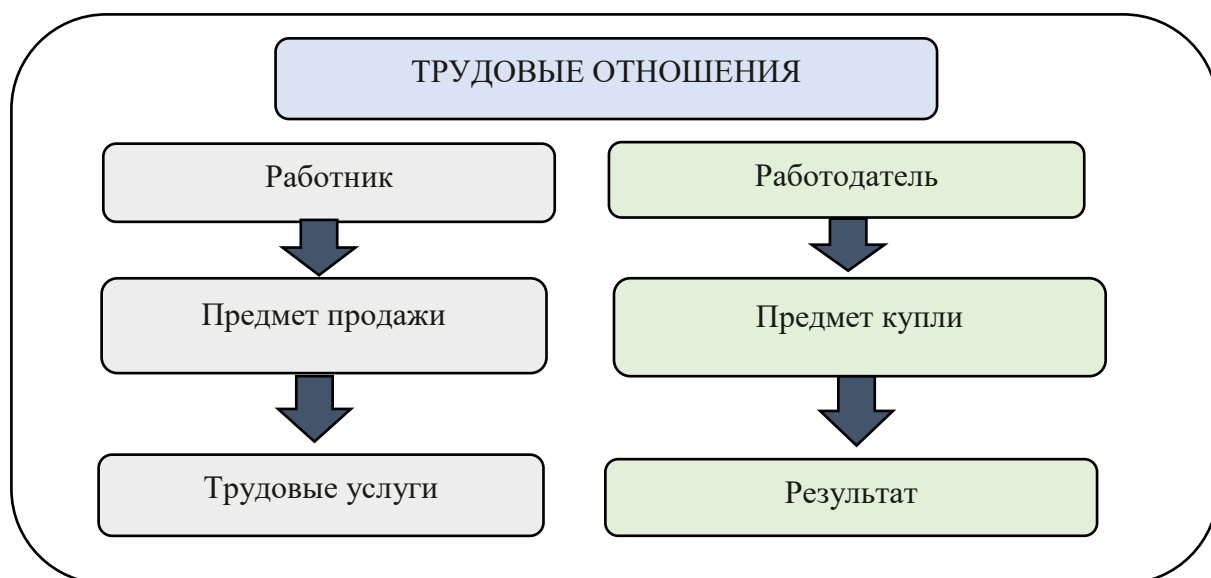 ТРУДОВЫЕ ОТНОШЕНИЯ
Работник
Работодатель
Предмет продажи
Предмет купли
Трудовые услуги
Результат